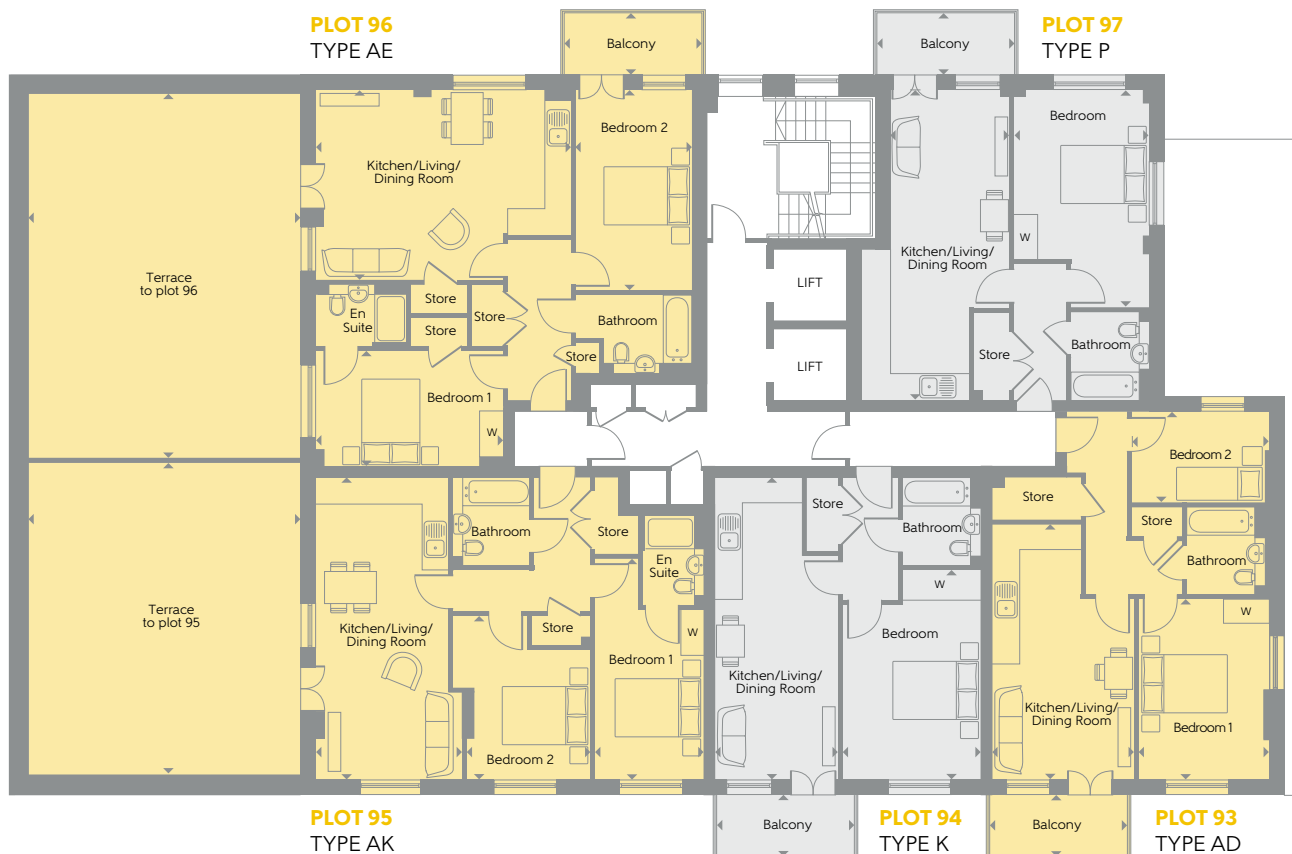 PLOT 96
TYPE AE
Balcony
Balcony
PLOT 97
TYPE P
Bedroom 2
Bedroom
Kitchen/Living/
Dining Room
Terrace
to plot 96
Kitchen/Living/
Dining Room
W
LIFT
Store
En
Suite
Store
Store
Bathroom
Store
Bathroom
Store
LIFT
Bedroom 1
W
Bedroom 2
Store
Store
Bathroom
Store
Store
Bathroom
En
Suite
Bathroom
W
Terrace
to plot 95
Kitchen/Living/
Dining Room
Store
W
Bedroom
W
Bedroom 1
Kitchen/Living/
Dining Room
Kitchen/Living/
Dining Room
Bedroom 1
Bedroom 2
PLOT 95
TYPE AK
Balcony
PLOT 94
TYPE K
Balcony
PLOT 93
TYPE AD